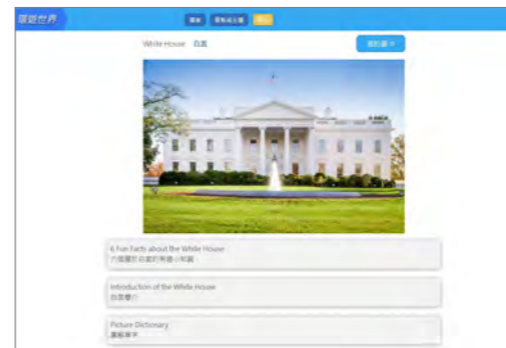 環遊世界
White House 白宮
6 Fun Facts about the White House
六個關於白宮的有趣小知識
Introduction of the White House
白宮簡介
Picture Dictionary
圖解單字